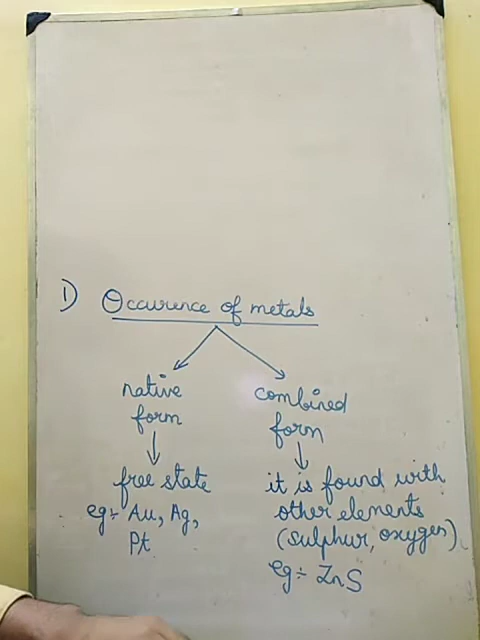 1) Occurence of metals
native
form
free state
eg:- Au, Ag,
Pt
combined
form
it is found with
other elements
(sulphur, oxygen)
eg:- ZnS